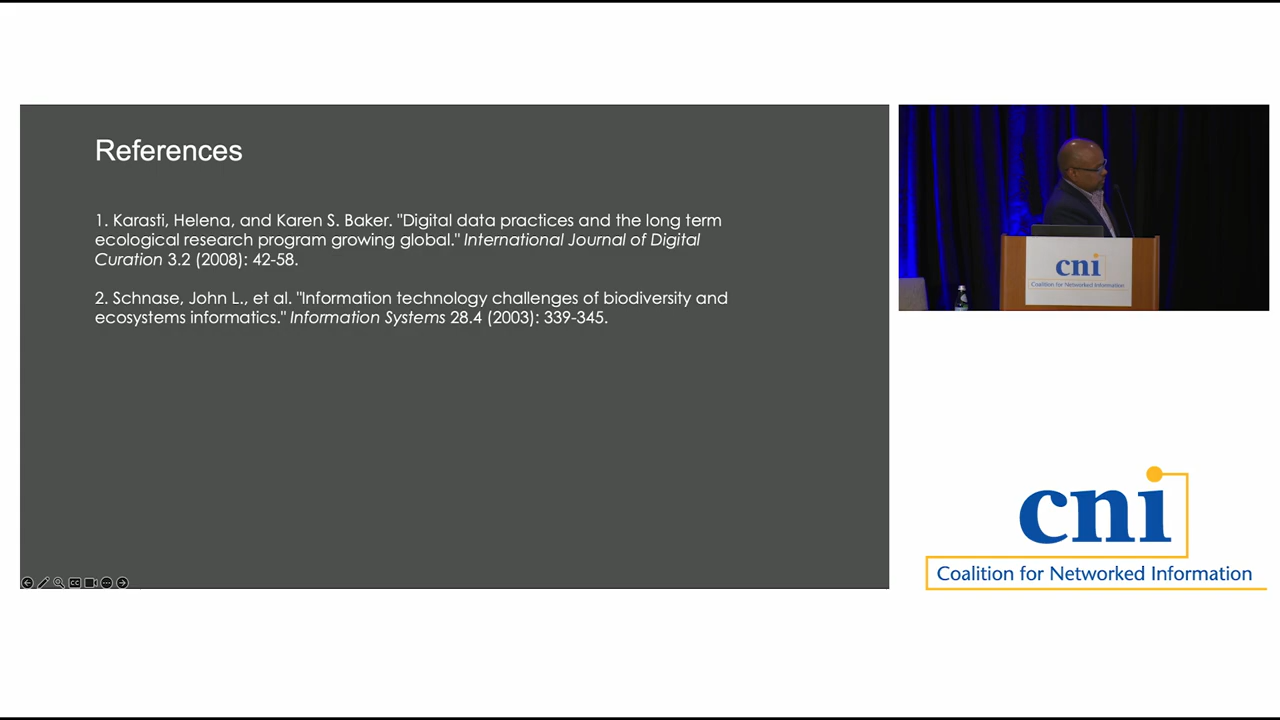 References
1. Karasti, Helena, and Karen S. Baker. "Digital data practices and the long term
ecological research program growing global." International Journal of Digital
Curation 3.2 (2008): 42-58.
2. Schnase, John L., et al. "Information technology challenges of biodiversity and
ecosystems informatics." Information Systems 28.4 (2003): 339-345.
CC
cni
Coalition for Networked Information
cni
Coalition for Networked Information